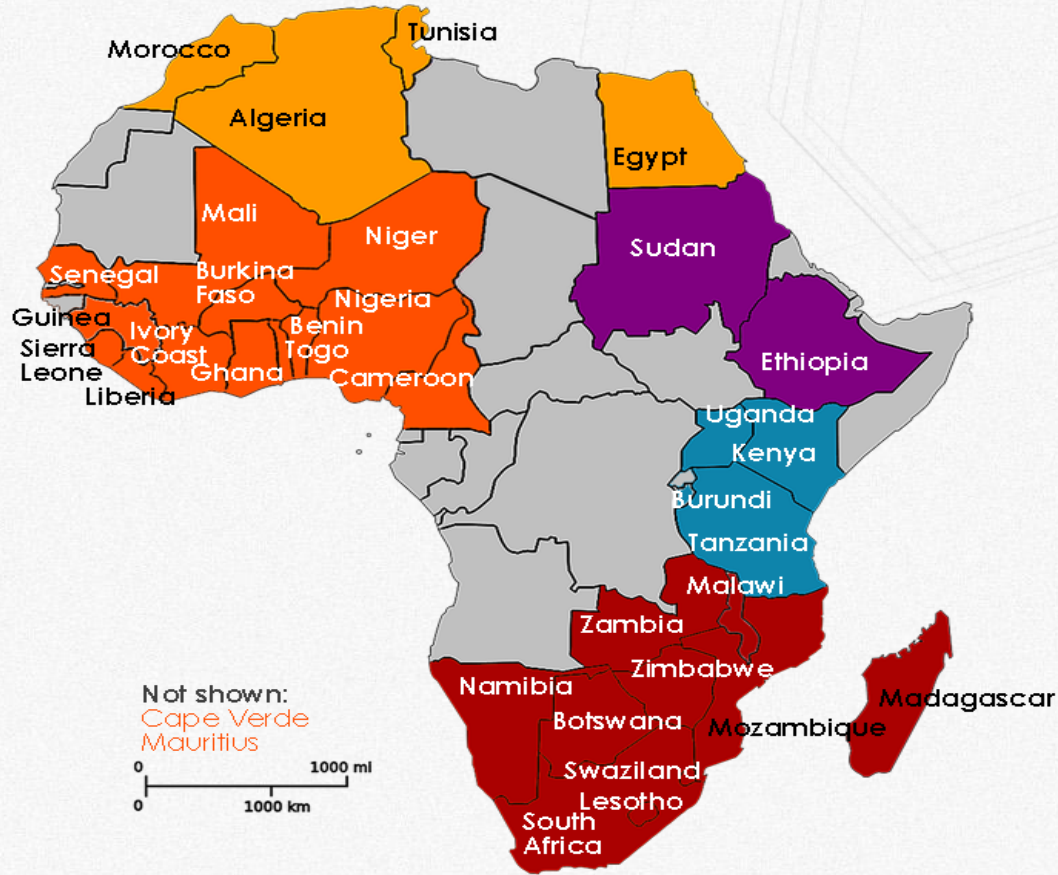 Tunisia
Morocco
Algeria
Egypt
Mali
Niger
Sudan
Senegal
Burkina
Faso
Nigeria
Guinea
Ivory
Coast
Benin
Togo
Sierra
Leone
Ghana
Cameroon
Liberia
Ethiopia
Uganda
Kenya
Burundi
Tanzania
Malawi
Zambia
Zimbabwe
Namibia
Botswana
Madagascar
Mozambique
Swaziland
Lesotho
South
Africa
Not shown:
Cape Verde
Mauritius
0 1000 mi
0 1000 km